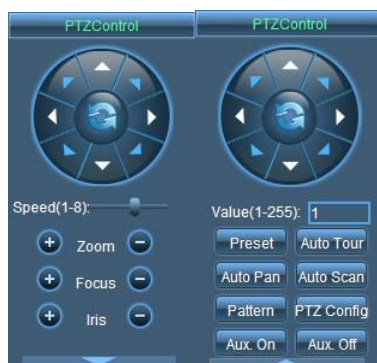 PTZControl
Speed(1-8):
Zoom
Focus
Iris
PTZControl
Value(1-255): 1
Preset Auto Tour
Auto Pan Auto Scan
Pattern PTZ Config
Aux. On Aux. Off